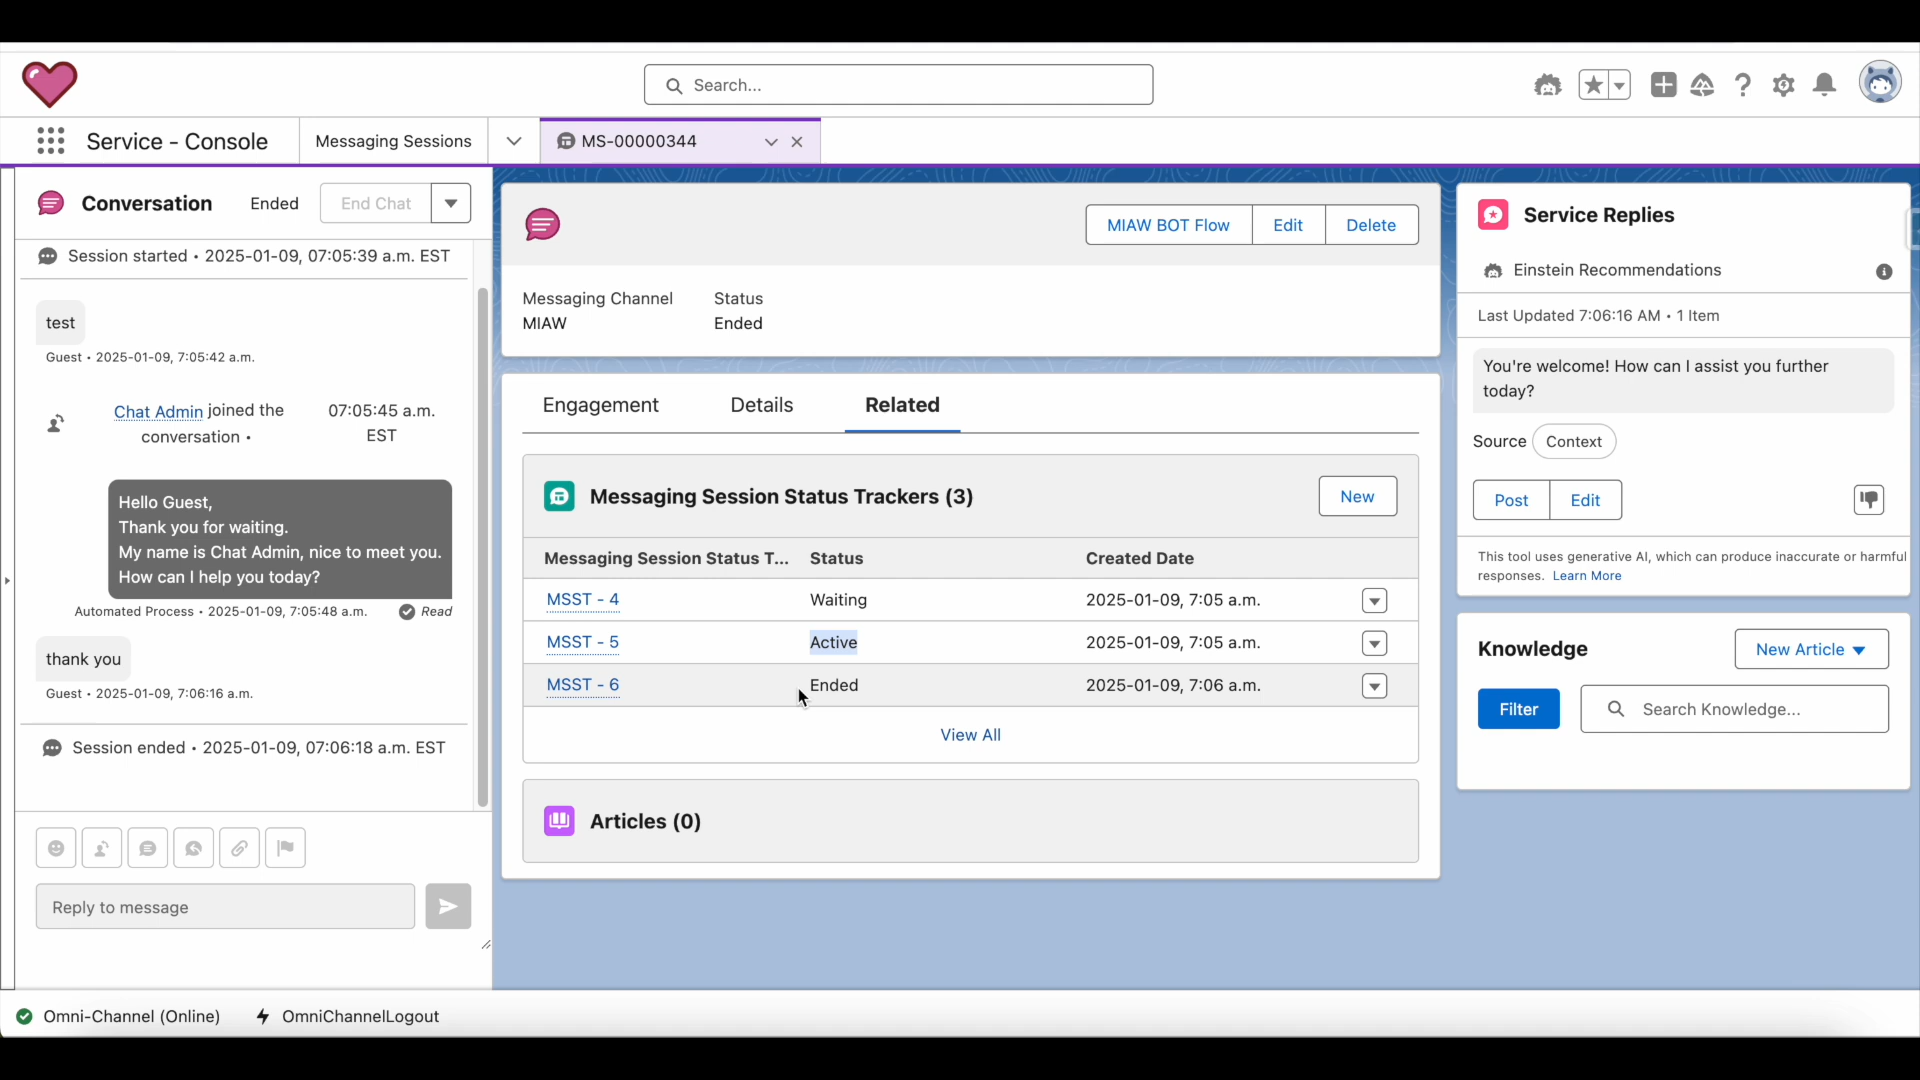 Search...
Service - Console
Messaging Sessions
MS-00000344
Conversation
Ended
End Chat
Session started • 2025-01-09, 07:05:39 a.m. EST
test
Guest • 2025-01-09, 7:05:42 a.m.
Chat Admin joined the
conversation •
07:05:45 a.m.
EST
Hello Guest,
Thank you for waiting.
My name is Chat Admin, nice to meet you.
How can I help you today?
Automated Process • 2025-01-09, 7:05:48 a.m.
Read
thank you
Guest • 2025-01-09, 7:06:16 a.m.
Session ended • 2025-01-09, 07:06:18 a.m. EST
Reply to message
MIAW BOT Flow
Edit
Delete
Messaging Channel
MIAW
Status
Ended
Engagement
Details
Related
Messaging Session Status Trackers (3)
New
Messaging Session Status T...
Status
Created Date
MSST - 4
Waiting
2025-01-09, 7:05 a.m.
MSST - 5
Active
2025-01-09, 7:05 a.m.
MSST - 6
Ended
2025-01-09, 7:06 a.m.
View All
Articles (0)
Service Replies
Einstein Recommendations
Last Updated 7:06:16 AM • 1 Item
You're welcome! How can I assist you further
today?
Source
Context
Post
Edit
This tool uses generative AI, which can produce inaccurate or harmful
responses. Learn More
Knowledge
New Article
Filter
Search Knowledge...
Omni-Channel (Online)
OmniChannelLogout